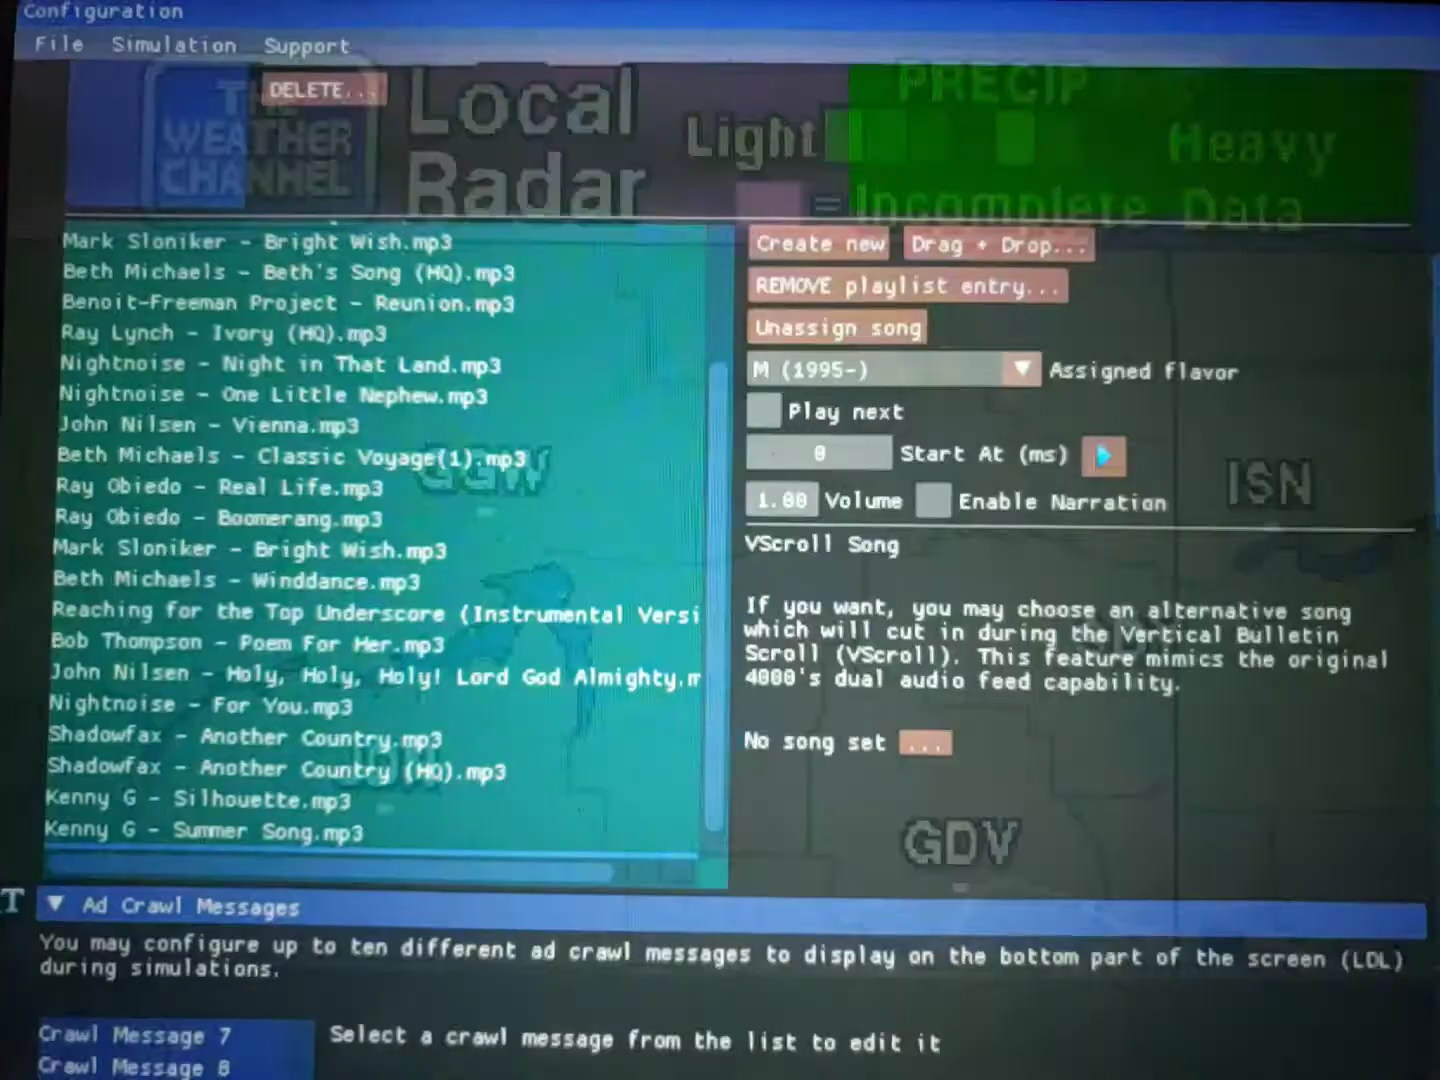 Configuration
File Simulation Support
DELETE...
THE
WEATHER
CHANNEL
Local
Radar
PRECIP
Light
Heavy
= Incomplete Data
Mark Sloniker - Bright Wish.mp3
Beth Michaels - Beth's Song (HQ).mp3
Benoit-Freeman Project - Reunion.mp3
Ray Lynch - Ivory (HQ).mp3
Nightnoise - Night in That Land.mp3
Nightnoise - One Little Nephew.mp3
John Nilsen - Vienna.mp3
Beth Michaels - Classic Voyage(1).mp3
Ray Obiedo - Real Life.mp3
Ray Obiedo - Boomerang.mp3
Mark Sloniker - Bright Wish.mp3
Beth Michaels - Winddance.mp3
Reaching for the Top Underscore (Instrumental Versi
Bob Thompson - Poem For Her.mp3
John Nilsen - Holy, Holy, Holy! Lord God Almighty.m
Nightnoise - For You.mp3
Shadowfax - Another Country.mp3
Shadowfax - Another Country (HQ).mp3
Kenny G - Silhouette.mp3
Kenny G - Summer Song.mp3
GGW
Create new Drag + Drop...
REMOVE playlist entry...
Unassign song
M (1995-) Assigned flavor
Play next
0 Start At (ms)
1.00 Volume Enable Narration
ISN
VScroll Song
If you want, you may choose an alternative song
which will cut in during the Vertical Bulletin
Scroll (VScroll). This feature mimics the original
4000's dual audio feed capability.
No song set ...
GDV
T
Ad Crawl Messages
You may configure up to ten different ad crawl messages to display on the bottom part of the screen (LDL)
during simulations.
Crawl Message 7
Crawl Message 8
Select a crawl message from the list to edit it